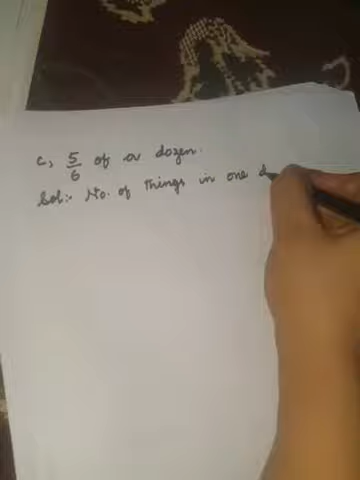 c, 5/6 of a dozen.
Sol:- No. of things in one d